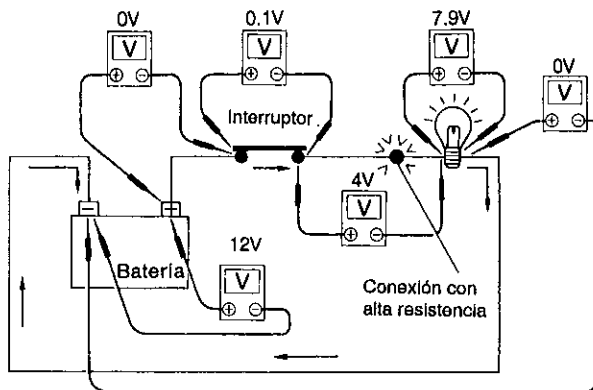 0V
0.1V
7.9V
0V
V
V
V
V
+ −
+ −
+ −
+ −
Interruptor
4V
V
+ −
− −
Batería
12V
V
+ −
Conexión con
alta resistencia